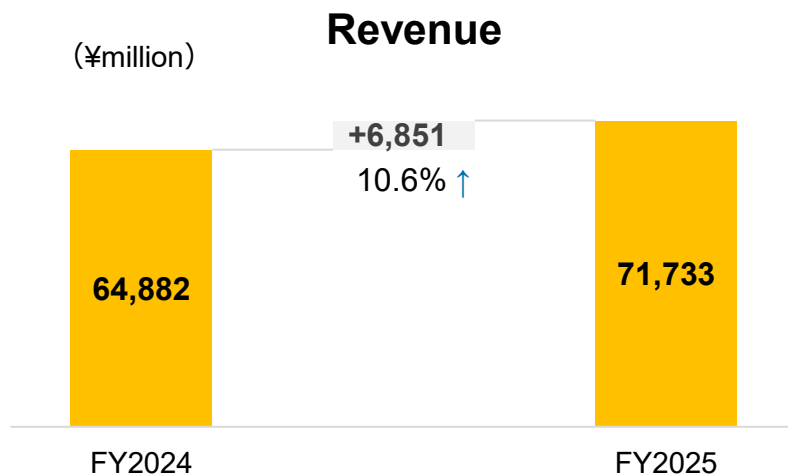 Revenue
（¥million）
+6,851
10.6% ↑
64,882
71,733
FY2024
FY2025